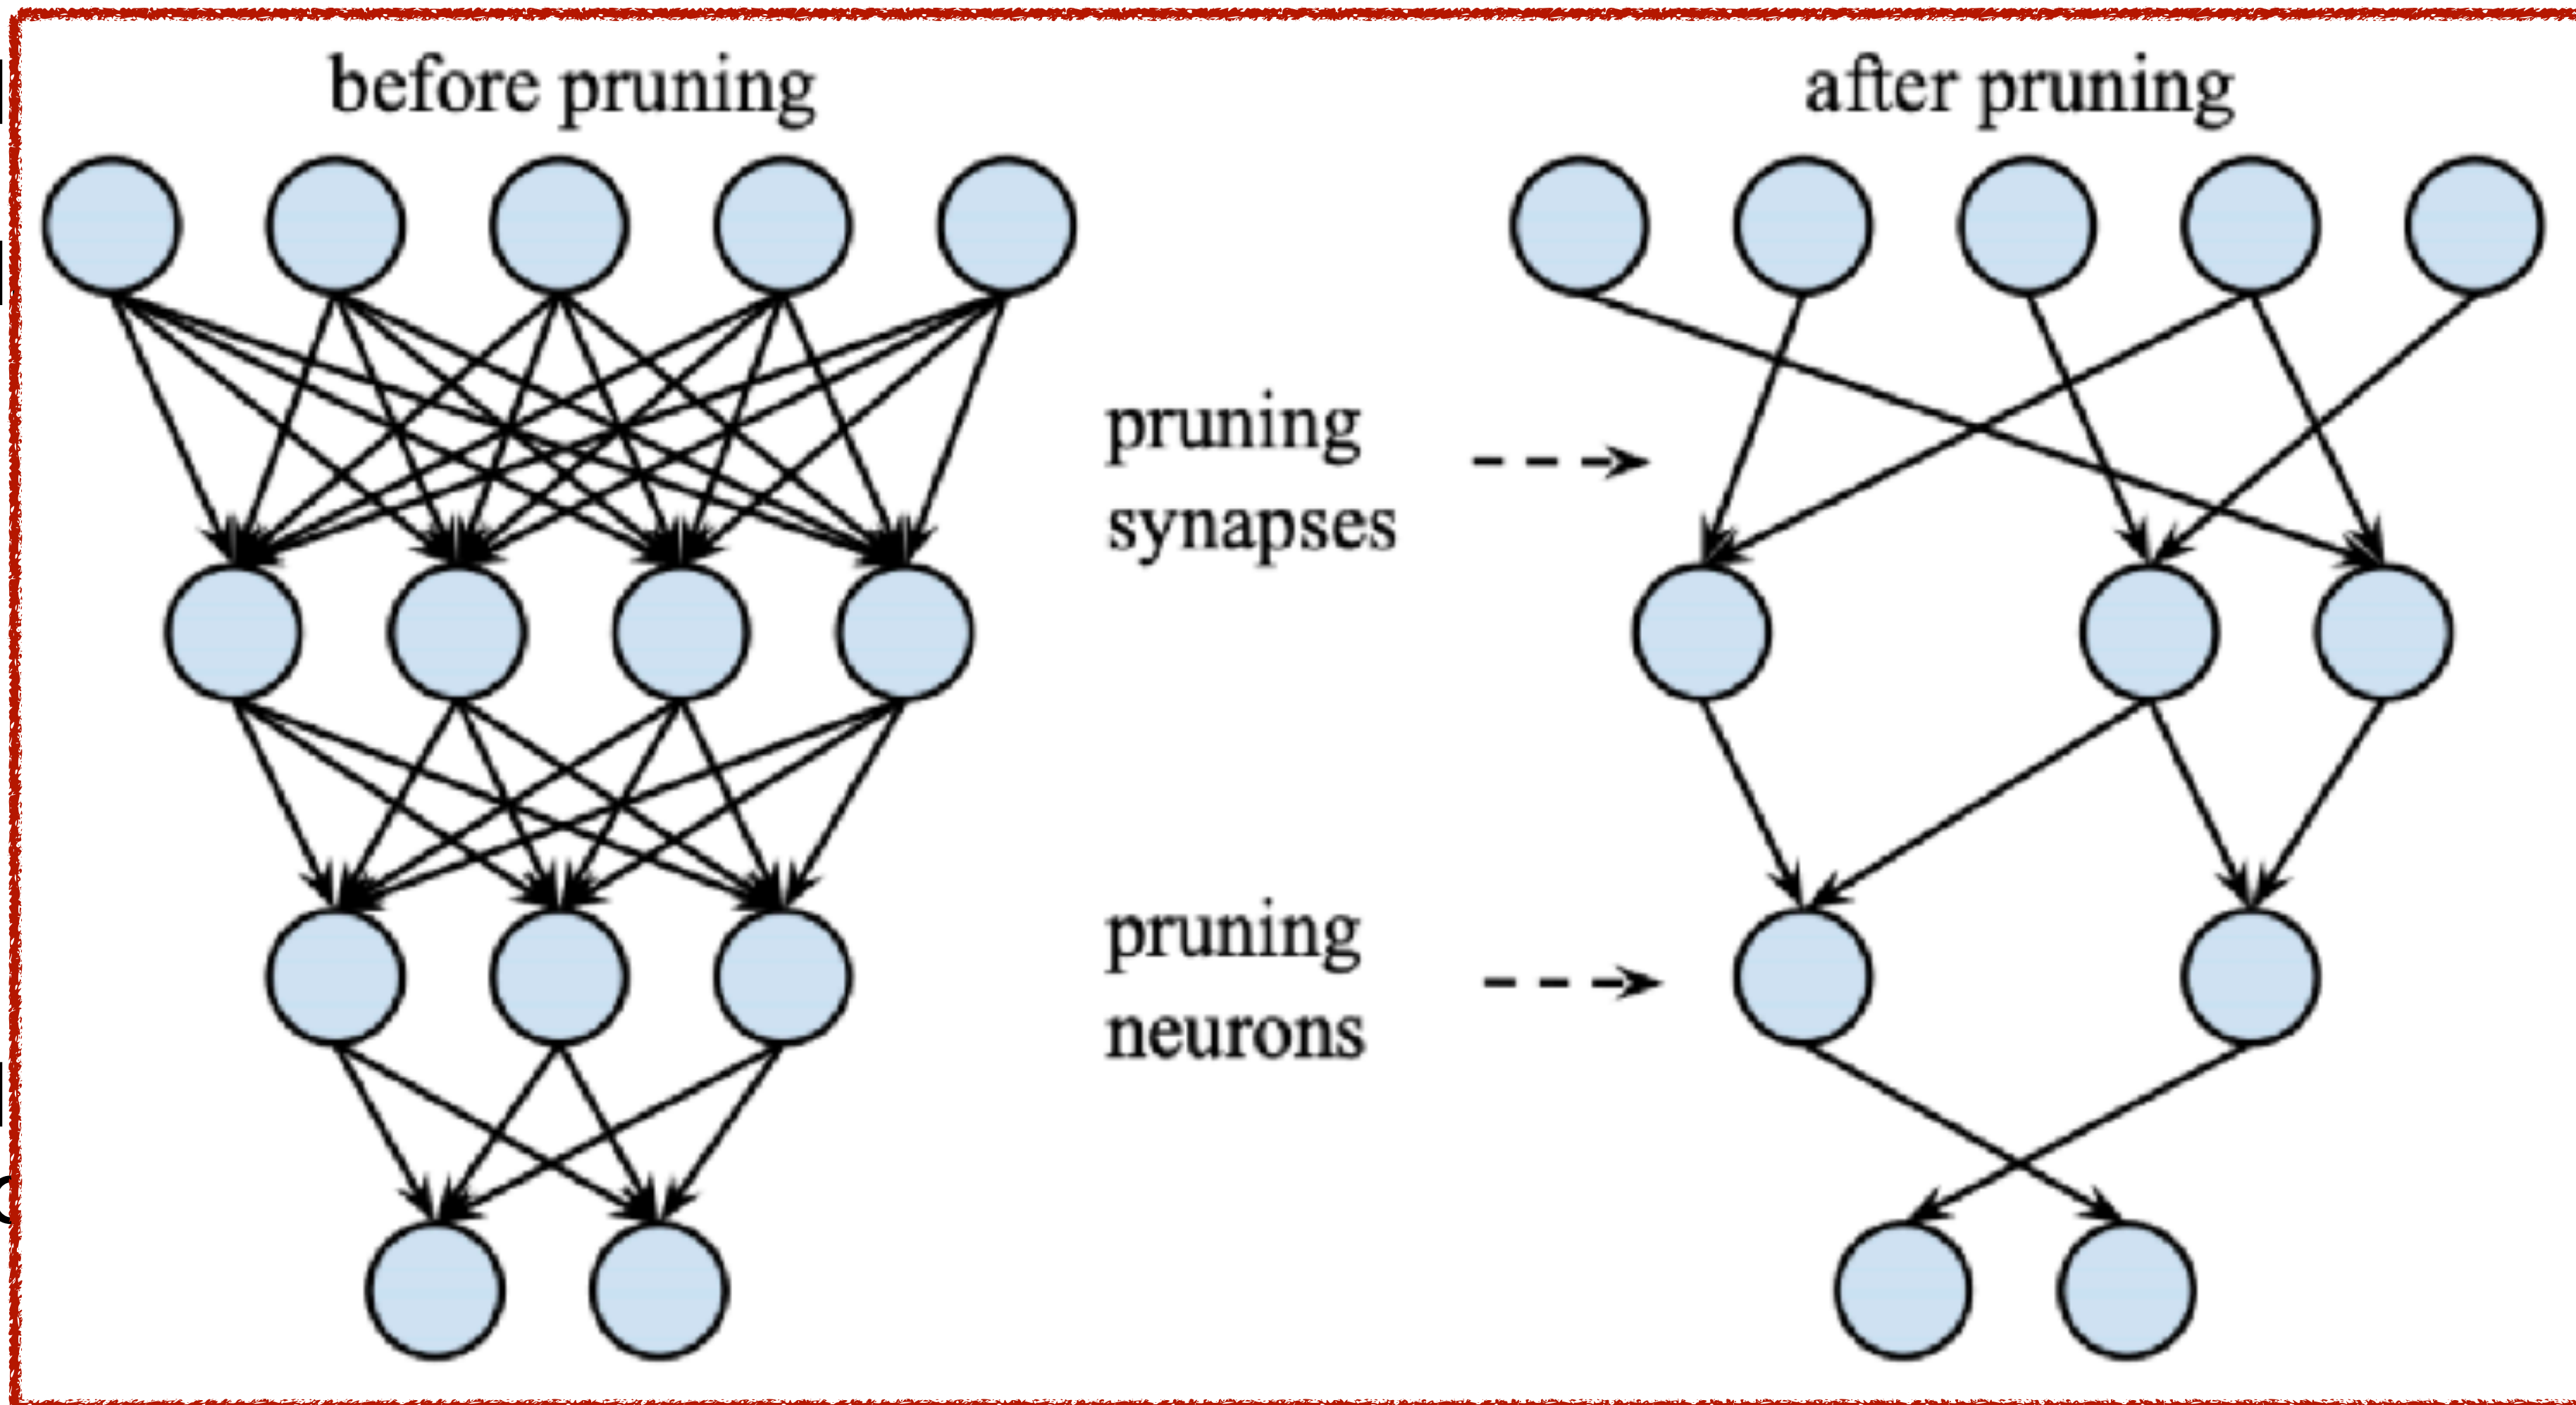 before pruning
after pruning
pruning
synapses
pruning
neurons